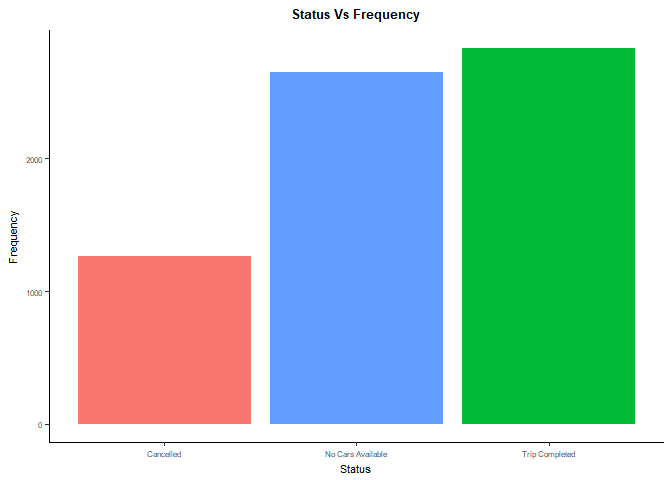 Status Vs Frequency
Frequency
2000
1000
0
Cancelled
No Cars Available
Trip Completed
Status